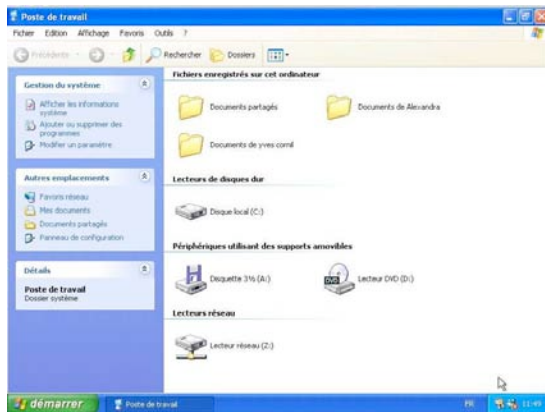 Poste de travail
Fichier Edition Affichage Favoris Outils ?
Précédente Rechercher Dossiers
Gestion du système
Afficher les informations
système
Ajouter ou supprimer des
programmes
Modifier un paramètre
Autres emplacements
Favoris réseau
Mes documents
Documents partagés
Panneau de configuration
Détails
Poste de travail
Dossier système
Fichiers enregistrés sur cet ordinateur
Documents partagés
Documents de Alexandra
Documents de yves cornil
Lecteurs de disques dur
Disque local (C:)
Périphériques utilisant des supports amovibles
Disquette 3½ (A:)
DVD
Lecteur DVD (D:)
Lecteurs réseau
Lecteur réseau (Z:)
démarrer
Poste de travail
FR
11:49